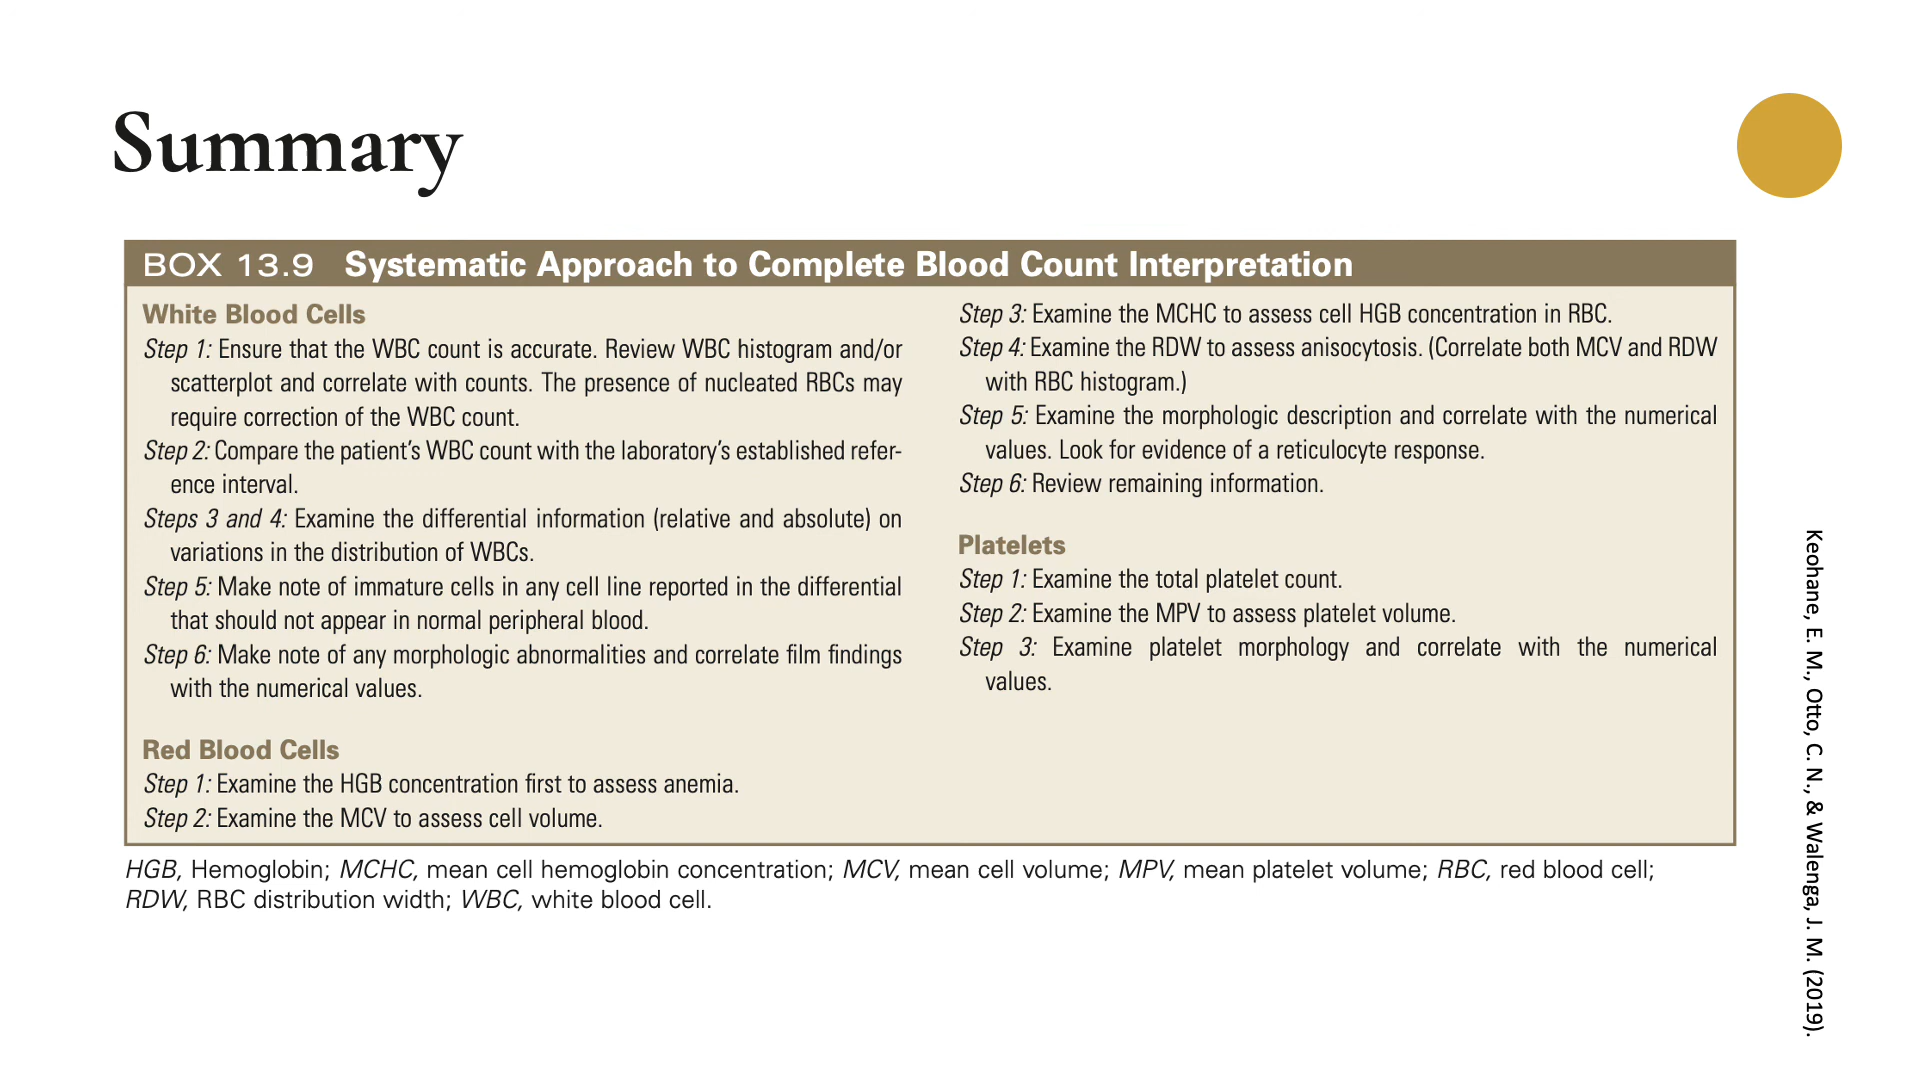 Summary
BOX 13.9 Systematic Approach to Complete Blood Count Interpretation
White Blood Cells
Step 1: Ensure that the WBC count is accurate. Review WBC histogram and/or
scatterplot and correlate with counts. The presence of nucleated RBCs may
require correction of the WBC count.
Step 2: Compare the patient's WBC count with the laboratory's established refer-
ence interval.
Steps 3 and 4: Examine the differential information (relative and absolute) on
variations in the distribution of WBCs.
Step 5: Make note of immature cells in any cell line reported in the differential
that should not appear in normal peripheral blood.
Step 6: Make note of any morphologic abnormalities and correlate film findings
with the numerical values.
Red Blood Cells
Step 1: Examine the HGB concentration first to assess anemia.
Step 2: Examine the MCV to assess cell volume.
Step 3: Examine the MCHC to assess cell HGB concentration in RBC.
Step 4: Examine the RDW to assess anisocytosis. (Correlate both MCV and RDW
with RBC histogram.)
Step 5: Examine the morphologic description and correlate with the numerical
values. Look for evidence of a reticulocyte response.
Step 6: Review remaining information.
Platelets
Step 1: Examine the total platelet count.
Step 2: Examine the MPV to assess platelet volume.
Step 3: Examine platelet morphology and correlate with the numerical
values.
HGB, Hemoglobin; MCHC, mean cell hemoglobin concentration; MCV, mean cell volume; MPV, mean platelet volume; RBC, red blood cell;
RDW, RBC distribution width; WBC, white blood cell.
Keohane, E. M., Otto, C. N., & Walenga, J. M. (2019).